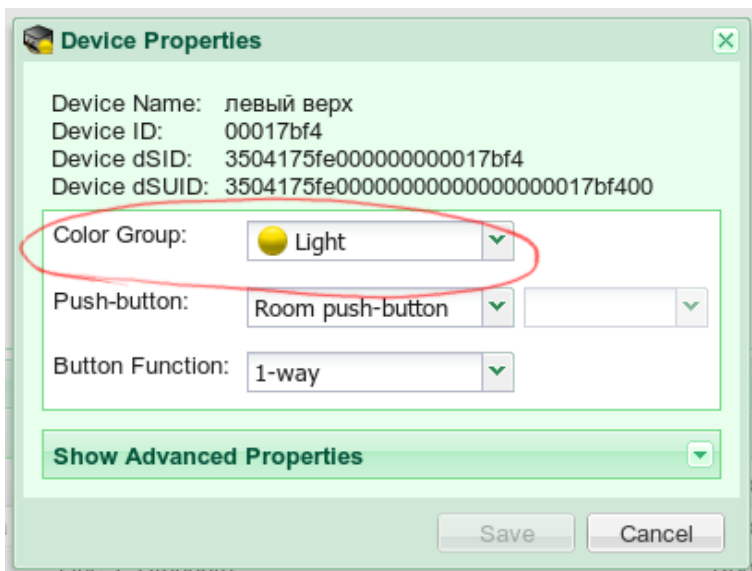 Device Properties
Device Name: левый верх
Device ID: 00017bf4
Device dSID: 3504175fe000000000017bf4
Device dSUID: 3504175fe00000000000000000017bf400
Color Group: Light
Push-button: Room push-button
Button Function: 1-way
Show Advanced Properties
Save Cancel